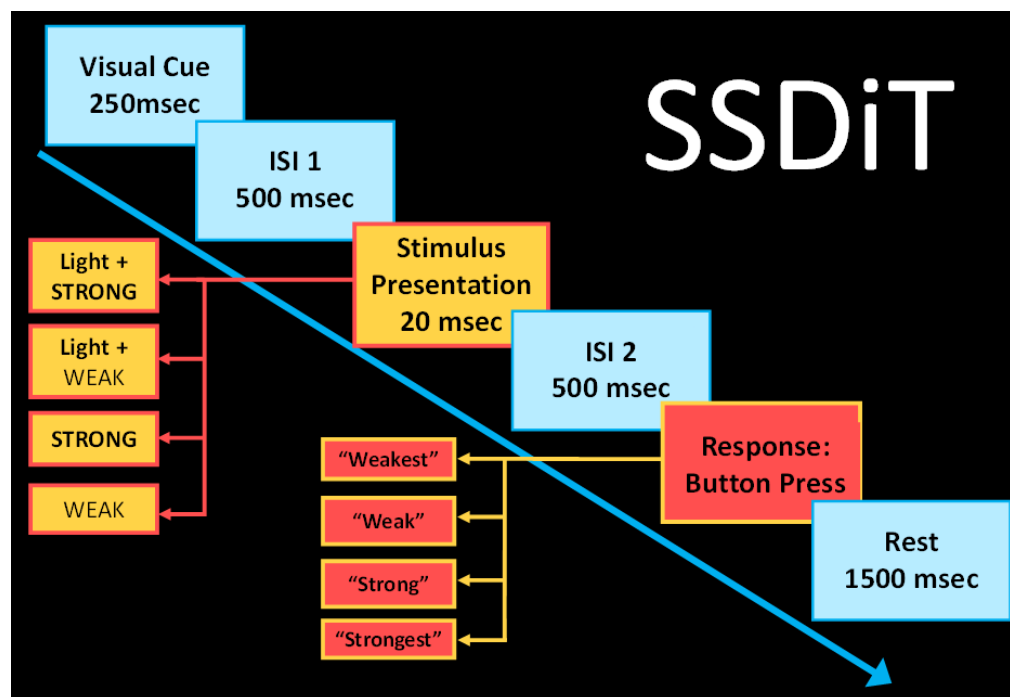 Visual Cue
250msec
SSDiT
ISI 1
500 msec
Stimulus
Presentation
20 msec
Light +
STRONG
Light +
WEAK
STRONG
WEAK
ISI 2
500 msec
Response:
Button Press
“Weakest”
“Weak”
“Strong”
“Strongest”
Rest
1500 msec